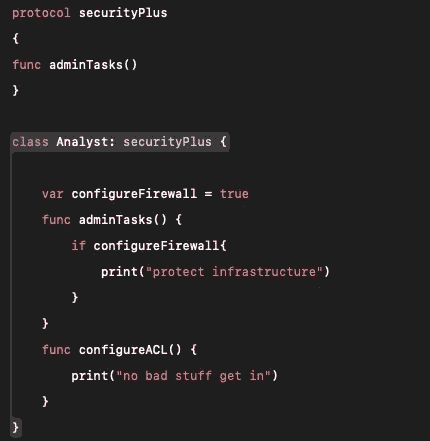 protocol securityPlus
{
func adminTasks()
}
class Analyst: securityPlus {
var configureFirewall = true
func adminTasks() {
if configureFirewall{
print("protect infrastructure")
}
}
func configureACL() {
print("no bad stuff get in")
}
}